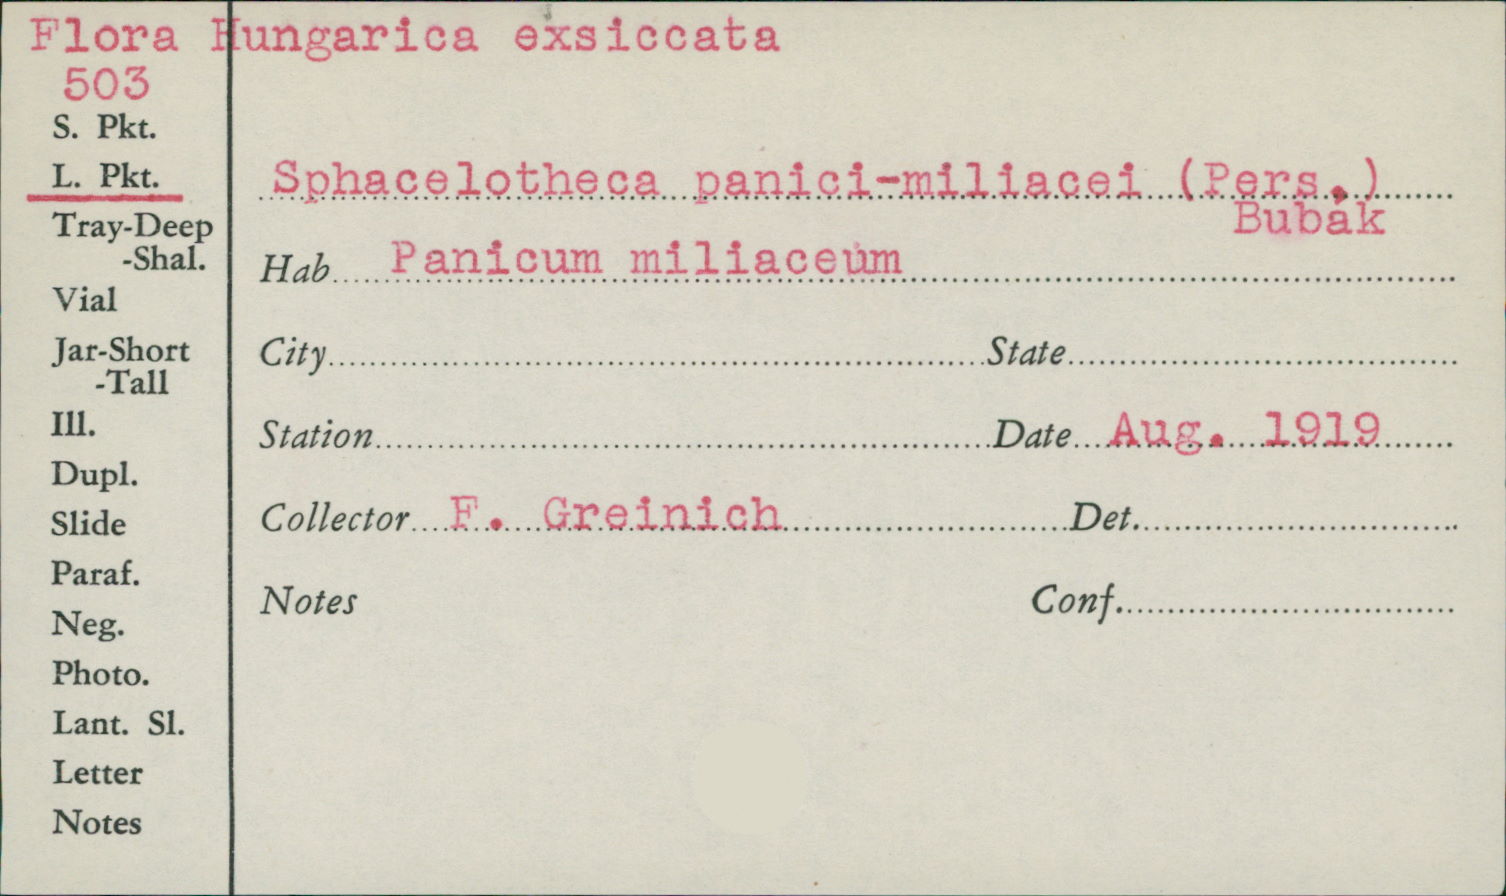 Flora Hungarica exsiccata
503
S. Pkt.
L. Pkt.
Tray-Deep
-Shal.
Vial
Jar-Short
-Tall
Ill.
Dupl.
Slide
Paraf.
Neg.
Photo.
Lant. Sl.
Letter
Notes
Sphacelotheca panici-miliacei (Pers.)
Bubák
Hab. Panicum miliaceum
City State
Station Date Aug. 1919
Collector F. Greinich Det.
Notes Conf.